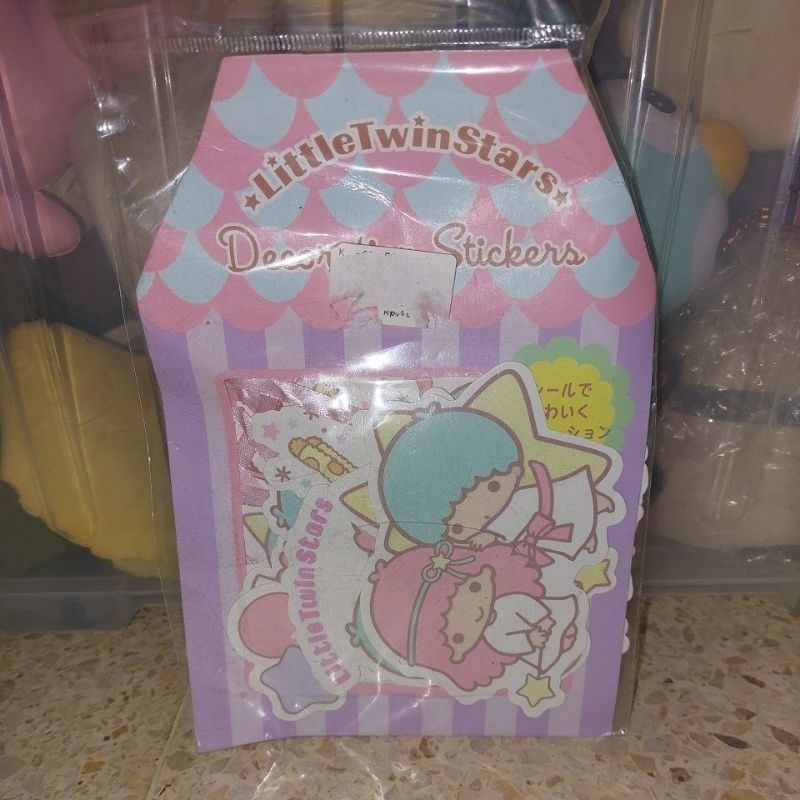 LittleTwinStars
Stickers
ールで
わいく
ション
LittleTwinStars